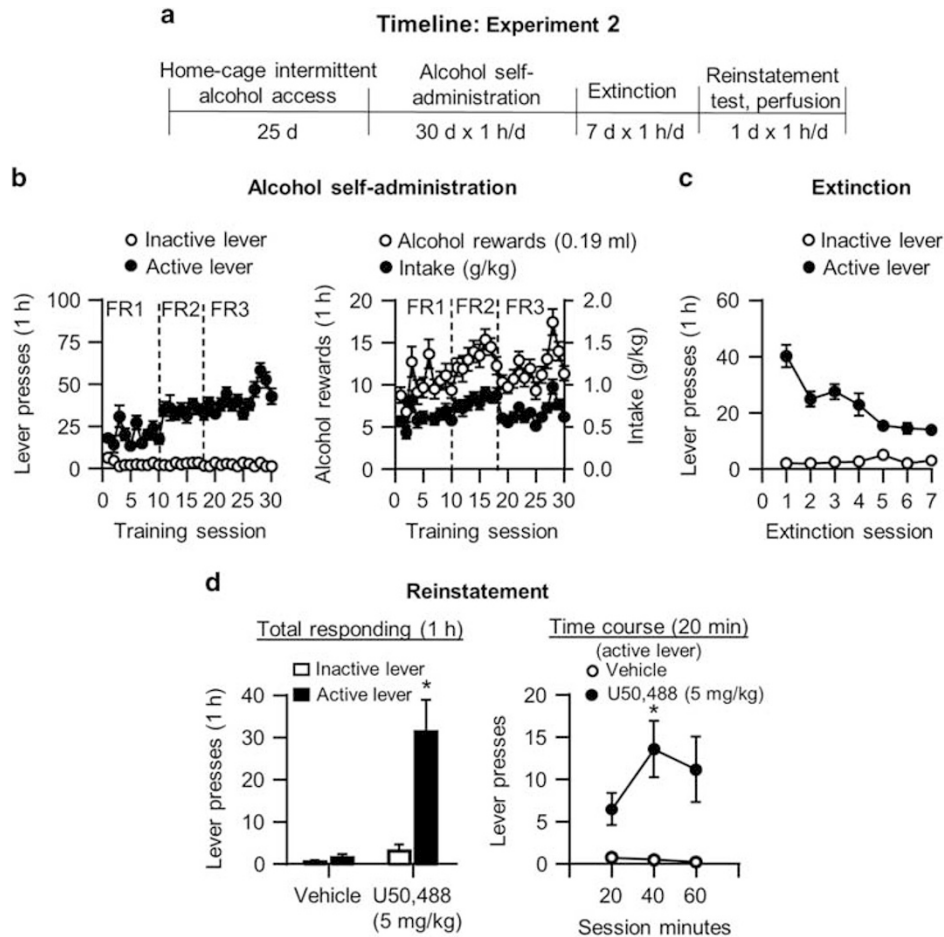 a
Timeline: Experiment 2
Home-cage intermittent alcohol access
Alcohol self-administration
Extinction
Reinstatement test, perfusion
25 d
30 d x 1 h/d
7 d x 1 h/d
1 d x 1 h/d
b
Alcohol self-administration
Inactive lever
Active lever
Lever presses (1 h)
100
75
50
25
0
FR1
FR2
FR3
0 5 10 15 20 25 30
Training session
Alcohol rewards (0.19 ml)
Intake (g/kg)
Alcohol rewards (1 h)
20
15
10
5
0
FR1
FR2
FR3
2.0
1.5
1.0
0.5
0.0
Intake (g/kg)
0 5 10 15 20 25 30
Training session
c
Extinction
Inactive lever
Active lever
Lever presses (1 h)
60
40
20
0
0 1 2 3 4 5 6 7
Extinction session
d
Reinstatement
Total responding (1 h)
Inactive lever
Active lever
*
Lever presses (1 h)
40
30
20
10
0
Vehicle
U50,488
(5 mg/kg)
Time course (20 min)
(active lever)
Vehicle
U50,488 (5 mg/kg)
*
Lever presses
20
15
10
5
0
20 40 60
Session minutes